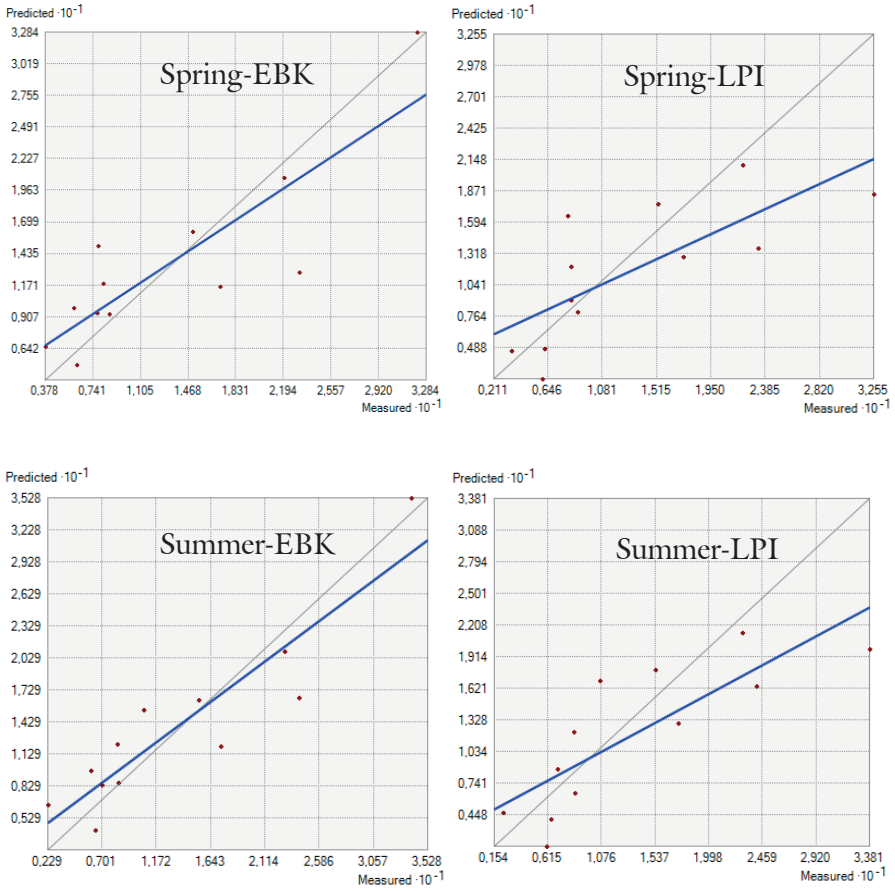 Predicted ·10-1
3,284
3,019
2,755
2,491
2,227
1,963
1,699
1,435
1,171
0,907
0,642
Spring-EBK
0,378 0,741 1,105 1,468 1,831 2,194 2,557 2,920 3,284
Measured ·10-1
Predicted ·10-1
3,255
2,978
2,701
2,425
2,148
1,871
1,594
1,318
1,041
0,764
0,488
Spring-LPI
0,211 0,646 1,081 1,515 1,950 2,385 2,820 3,255
Measured ·10-1
Predicted ·10-1
3,528
3,228
2,928
2,629
2,329
2,029
1,729
1,429
1,129
0,829
0,529
Summer-EBK
0,229 0,701 1,172 1,643 2,114 2,586 3,057 3,528
Measured ·10-1
Predicted ·10-1
3,381
3,088
2,794
2,501
2,208
1,914
1,621
1,328
1,034
0,741
0,448
Summer-LPI
0,154 0,615 1,076 1,537 1,998 2,459 2,920 3,381
Measured ·10-1